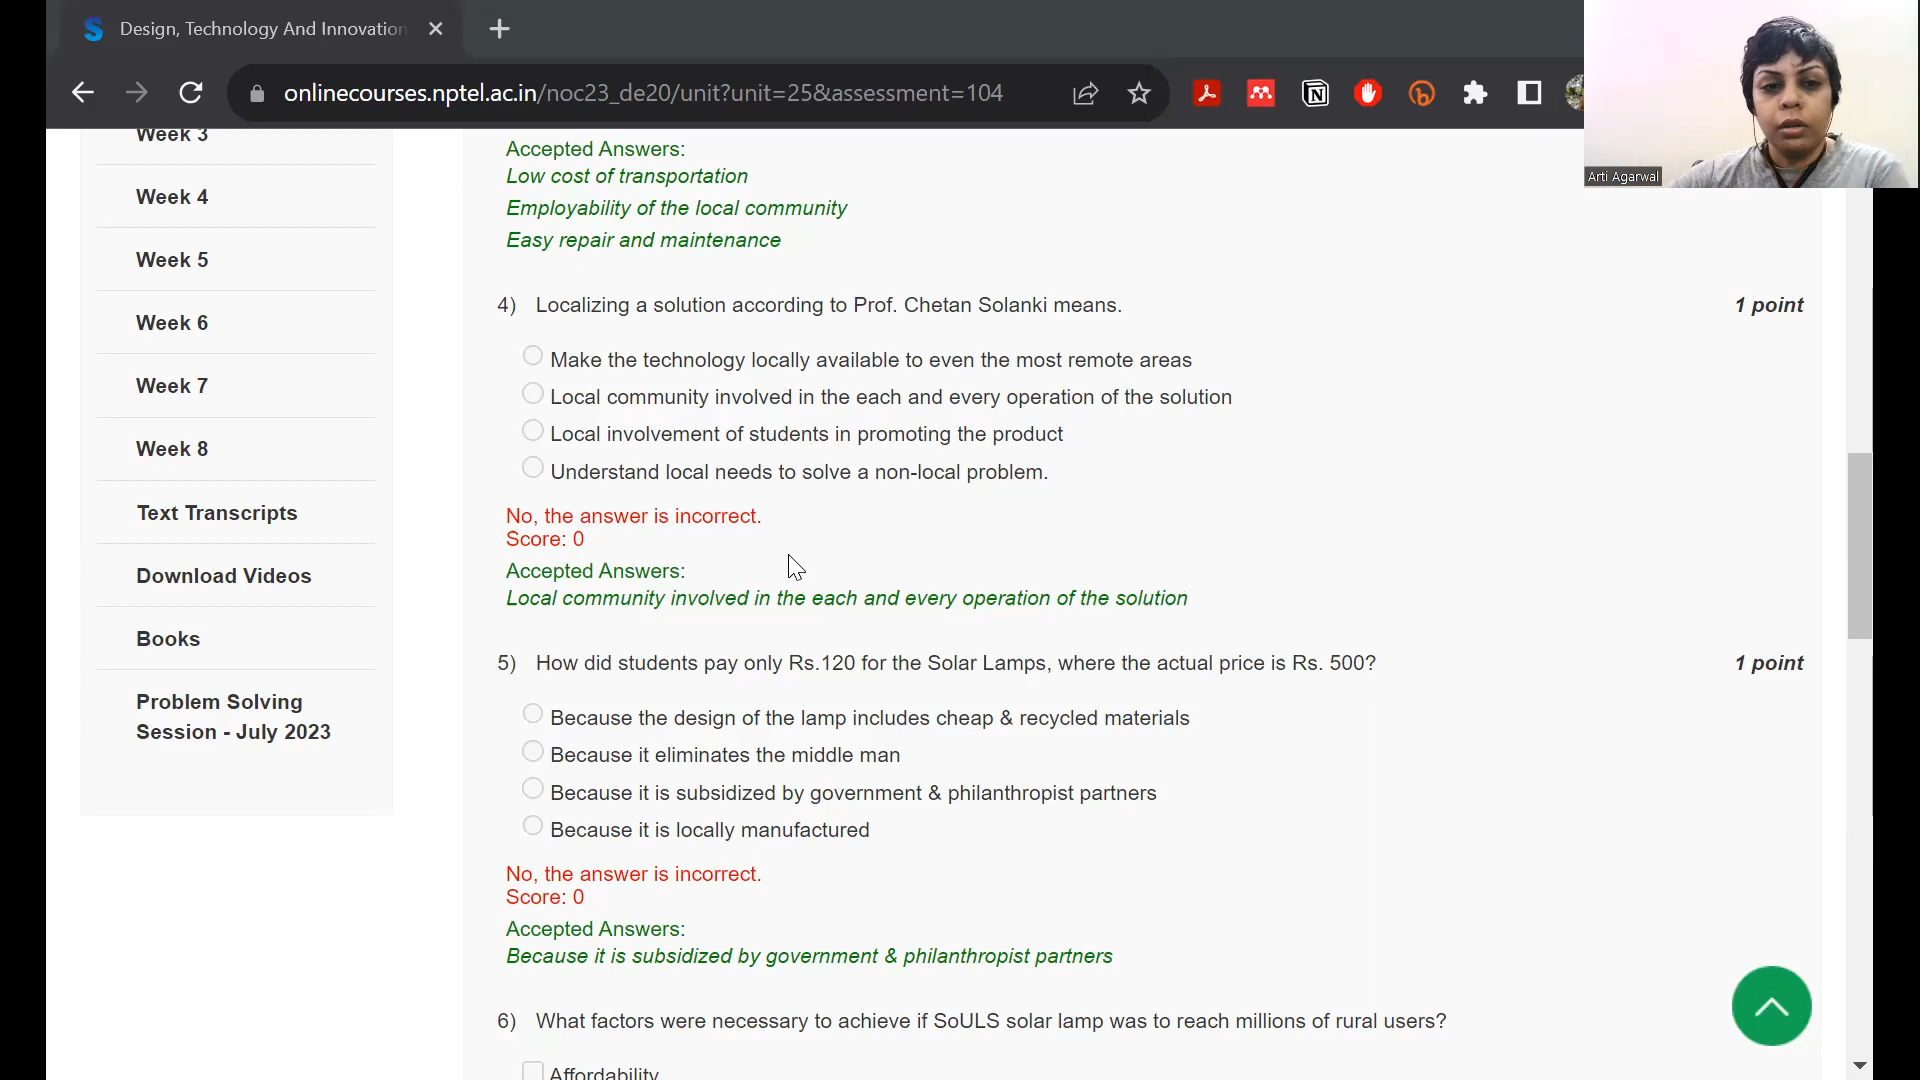 Design, Technology And Innovation
onlinecourses.nptel.ac.in/noc23_de20/unit?unit=25&assessment=104
Arti Agarwal
Week 3
Week 4
Week 5
Week 6
Week 7
Week 8
Text Transcripts
Download Videos
Books
Problem Solving
Session - July 2023
Accepted Answers:
Low cost of transportation
Employability of the local community
Easy repair and maintenance
4) Localizing a solution according to Prof. Chetan Solanki means. 1 point
Make the technology locally available to even the most remote areas
Local community involved in the each and every operation of the solution
Local involvement of students in promoting the product
Understand local needs to solve a non-local problem.
No, the answer is incorrect.
Score: 0
Accepted Answers:
Local community involved in the each and every operation of the solution
5) How did students pay only Rs.120 for the Solar Lamps, where the actual price is Rs. 500? 1 point
Because the design of the lamp includes cheap & recycled materials
Because it eliminates the middle man
Because it is subsidized by government & philanthropist partners
Because it is locally manufactured
No, the answer is incorrect.
Score: 0
Accepted Answers:
Because it is subsidized by government & philanthropist partners
6) What factors were necessary to achieve if SoULS solar lamp was to reach millions of rural users?
Affordability